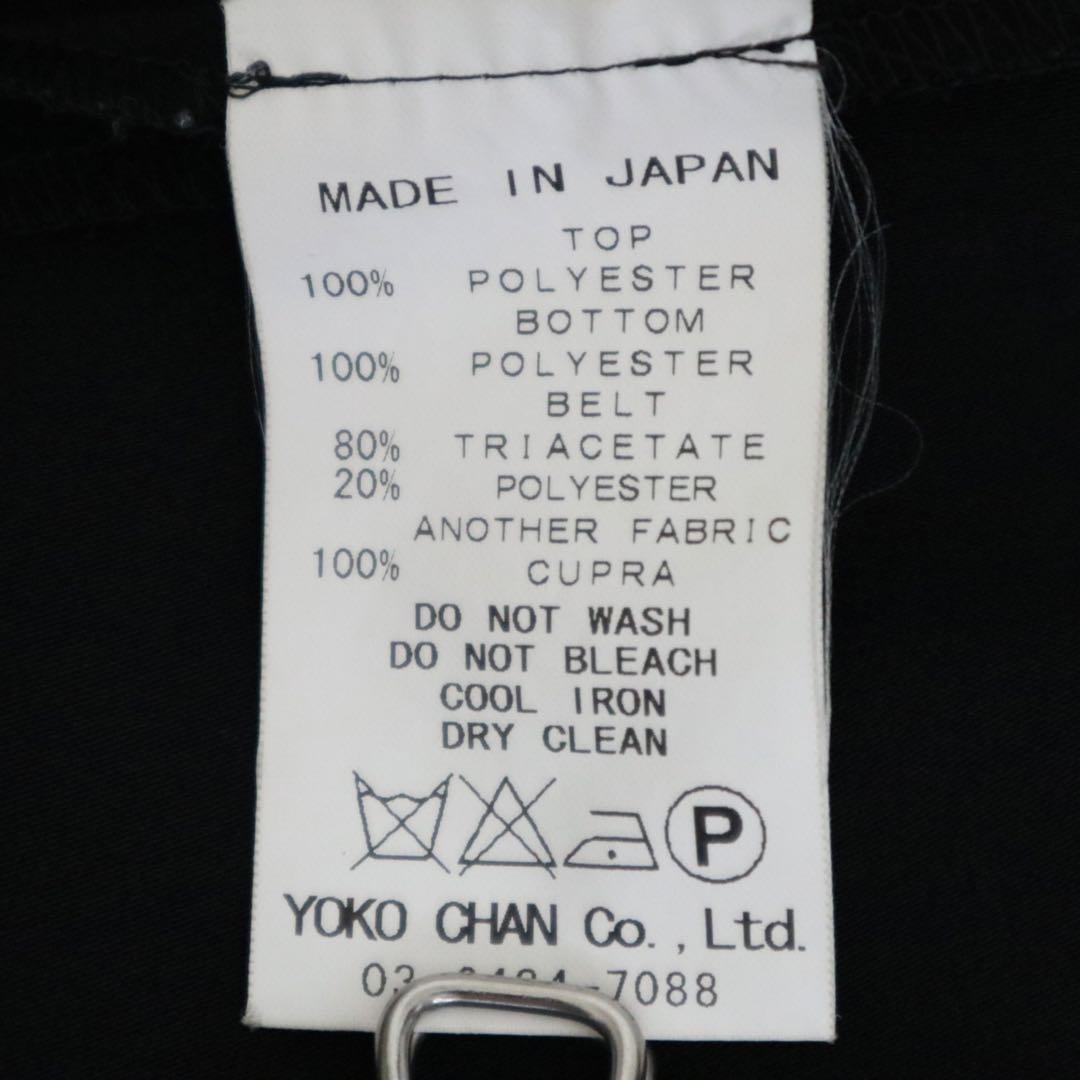 MADE IN JAPAN
TOP
100% POLYESTER
BOTTOM
100% POLYESTER
BELT
80% TRIACETATE
20% POLYESTER
ANOTHER FABRIC
100% CUPRA
DO NOT WASH
DO NOT BLEACH
COOL IRON
DRY CLEAN
P
YOKO CHAN Co., Ltd.